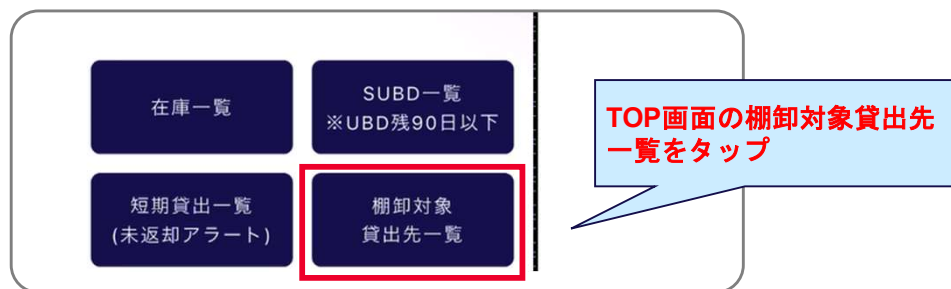 在庫一覧
SUBD一覧
※UBD残90日以下
短期貸出一覧
(未返却アラート)
棚卸対象
貸出先一覧
TOP画面の棚卸対象貸出先
一覧をタップ